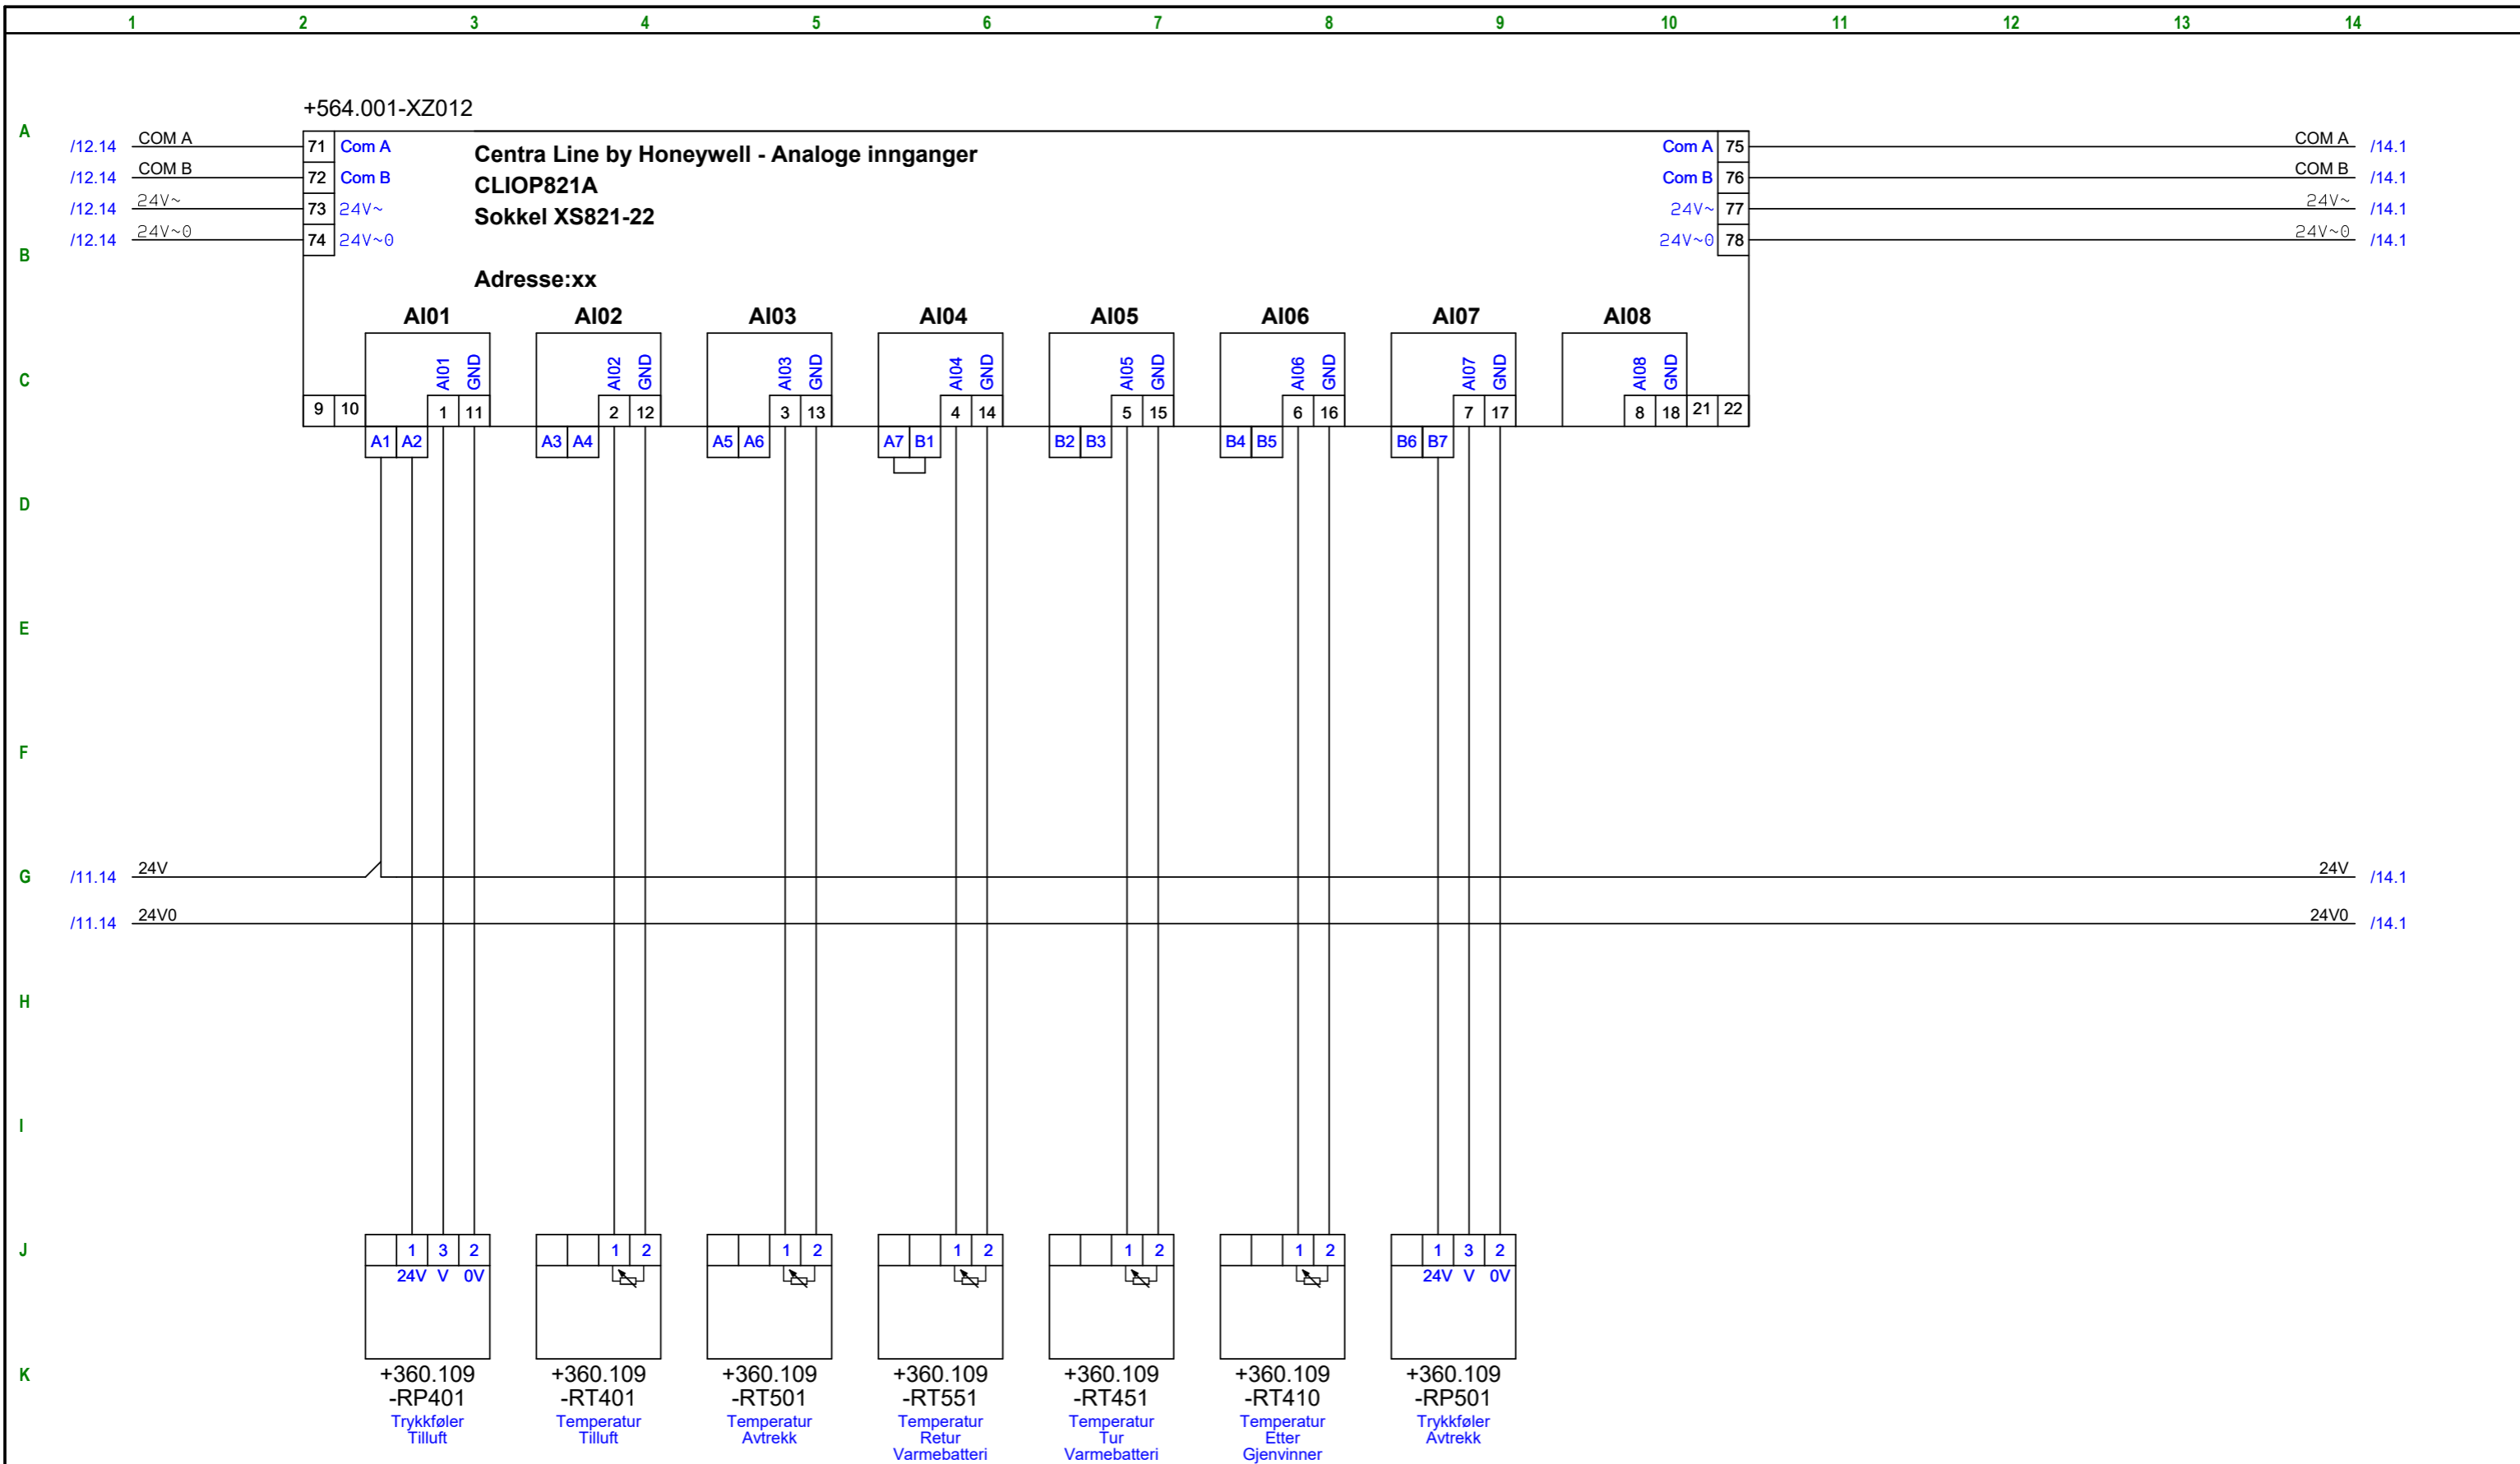 1 2 3 4 5 6 7 8 9 10 11 12 13 14
+564.001-XZ012
A
/12.14 COM A 71 Com A
/12.14 COM B 72 Com B
/12.14 24V~ 73 24V~
/12.14 24V~0 74 24V~0
B
Centra Line by Honeywell - Analoge innganger
CLIOP821A
Sokkel XS821-22
Adresse:xx
Com A 75 COM A /14.1
Com B 76 COM B /14.1
24V~ 77 24V~ /14.1
24V~0 78 24V~0 /14.1
AI01 AI02 AI03 AI04 AI05 AI06 AI07 AI08
C
AI01 GND AI02 GND AI03 GND AI04 GND AI05 GND AI06 GND AI07 GND AI08 GND
9 10 1 11 2 12 3 13 4 14 5 15 6 16 7 17 8 18 21 22
A1 A2 A3 A4 A5 A6 A7 B1 B2 B3 B4 B5 B6 B7
D
E
F
G /11.14 24V 24V /14.1
/11.14 24V0 24V0 /14.1
H
I
J
1 3 2 1 2 1 2 1 2 1 2 1 2 1 3 2
24V V 0V 24V V 0V
K
+360.109
-RP401
Trykkføler
Tilluft
+360.109
-RT401
Temperatur
Tilluft
+360.109
-RT501
Temperatur
Avtrekk
+360.109
-RT551
Temperatur
Retur
Varmebatteri
+360.109
-RT451
Temperatur
Tur
Varmebatteri
+360.109
-RT410
Temperatur
Etter
Gjenvinner
+360.109
-RP501
Trykkføler
Avtrekk